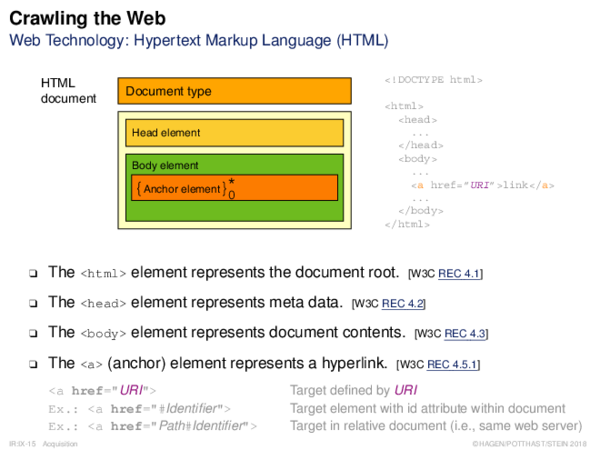 Crawling the Web
Web Technology: Hypertext Markup Language (HTML)
HTML
document
Document type
Head element
Body element
{ Anchor element }*0
<!DOCTYPE html>
<html>
<head>
...
</head>
<body>
...
<a href="URI">link</a>
...
</body>
</html>
❑ The <html> element represents the document root. [W3C REC 4.1]
❑ The <head> element represents meta data. [W3C REC 4.2]
❑ The <body> element represents document contents. [W3C REC 4.3]
❑ The <a> (anchor) element represents a hyperlink. [W3C REC 4.5.1]
<a href="URI"> Target defined by URI
Ex.: <a href="#Identifier"> Target element with id attribute within document
Ex.: <a href="Path#Identifier"> Target in relative document (i.e., same web server)
IR:IX-15 Acquisition ©HAGEN/POTTHAST/STEIN 2018